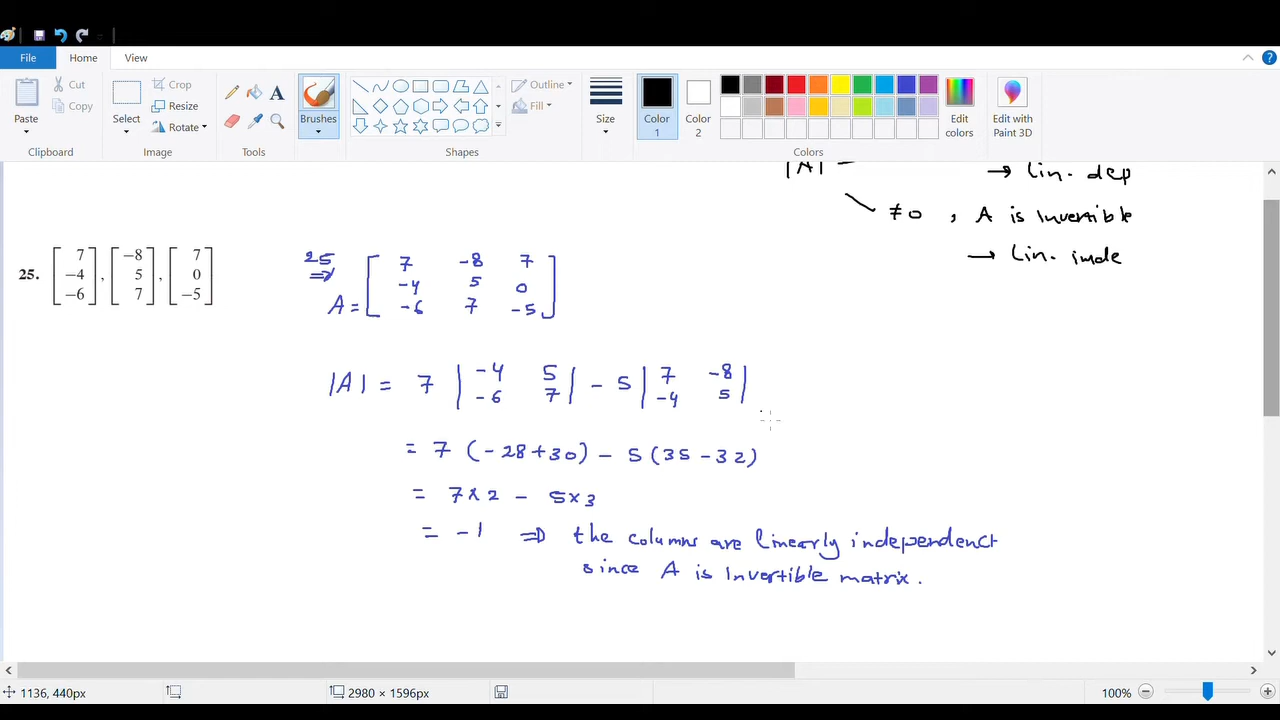 File Home View
Paste Cut Copy Clipboard
Select Crop Resize Rotate Image
A Tools
Brushes
Shapes Outline Fill
Size
Color 1 Color 2 Edit colors Colors
Edit with Paint 3D
|A| → Lin. dep
≠0 , A is Invertible
→ Lin. inde
25. [7 -4 -6], [-8 5 7], [7 0 -5]
25 ⇒
A = [7 -8 7
-4 5 0
-6 7 -5]
|A| = 7 |-4 5 -6 7| - 5 |7 -8 -4 5|
= 7 (-28+30) - 5 (35-32)
= 7×2 - 5×3
= -1 ⇒ the columns are linearly independenct
since A is Invertible matrix.
1136, 440px 2980 × 1596px 100%